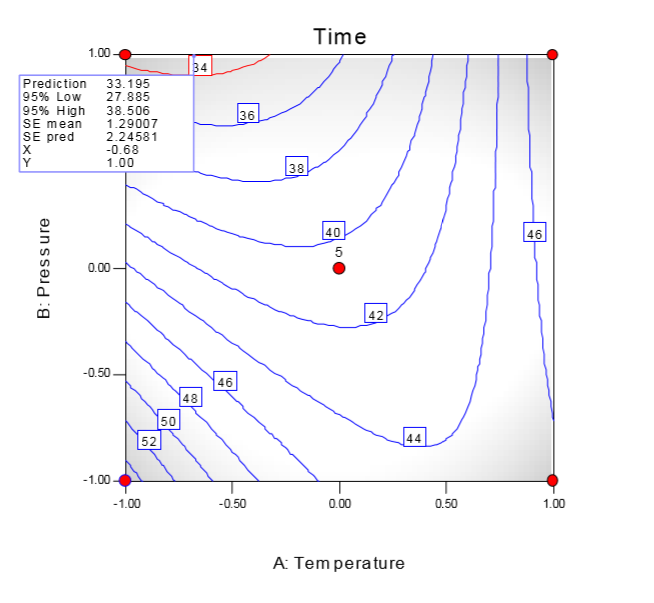 Time
1.00
34
Prediction 33.195
95% Low 27.885
95% High 38.506
SE mean 1.29007
SE pred 2.24581
X -0.68
Y 1.00
36
38
40
46
5
B: Pressure
0.00
42
-0.50
46
48
50
44
52
-1.00
-1.00 -0.50 0.00 0.50 1.00
A: Temperature